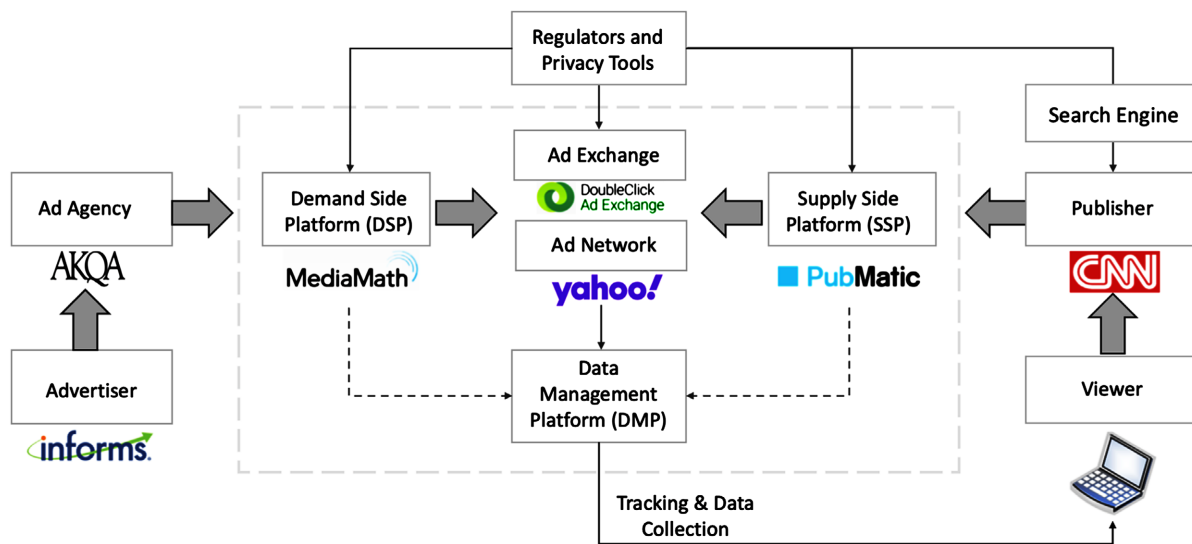 Regulators and
Privacy Tools
Search Engine
Ad Exchange
DoubleClick
Ad Exchange
Ad Agency
AKQA
Demand Side
Platform (DSP)
MediaMath
Ad Network
yahoo!
Supply Side
Platform (SSP)
PubMatic
Publisher
CNN
Advertiser
informs.
Data
Management
Platform (DMP)
Viewer
Tracking & Data
Collection